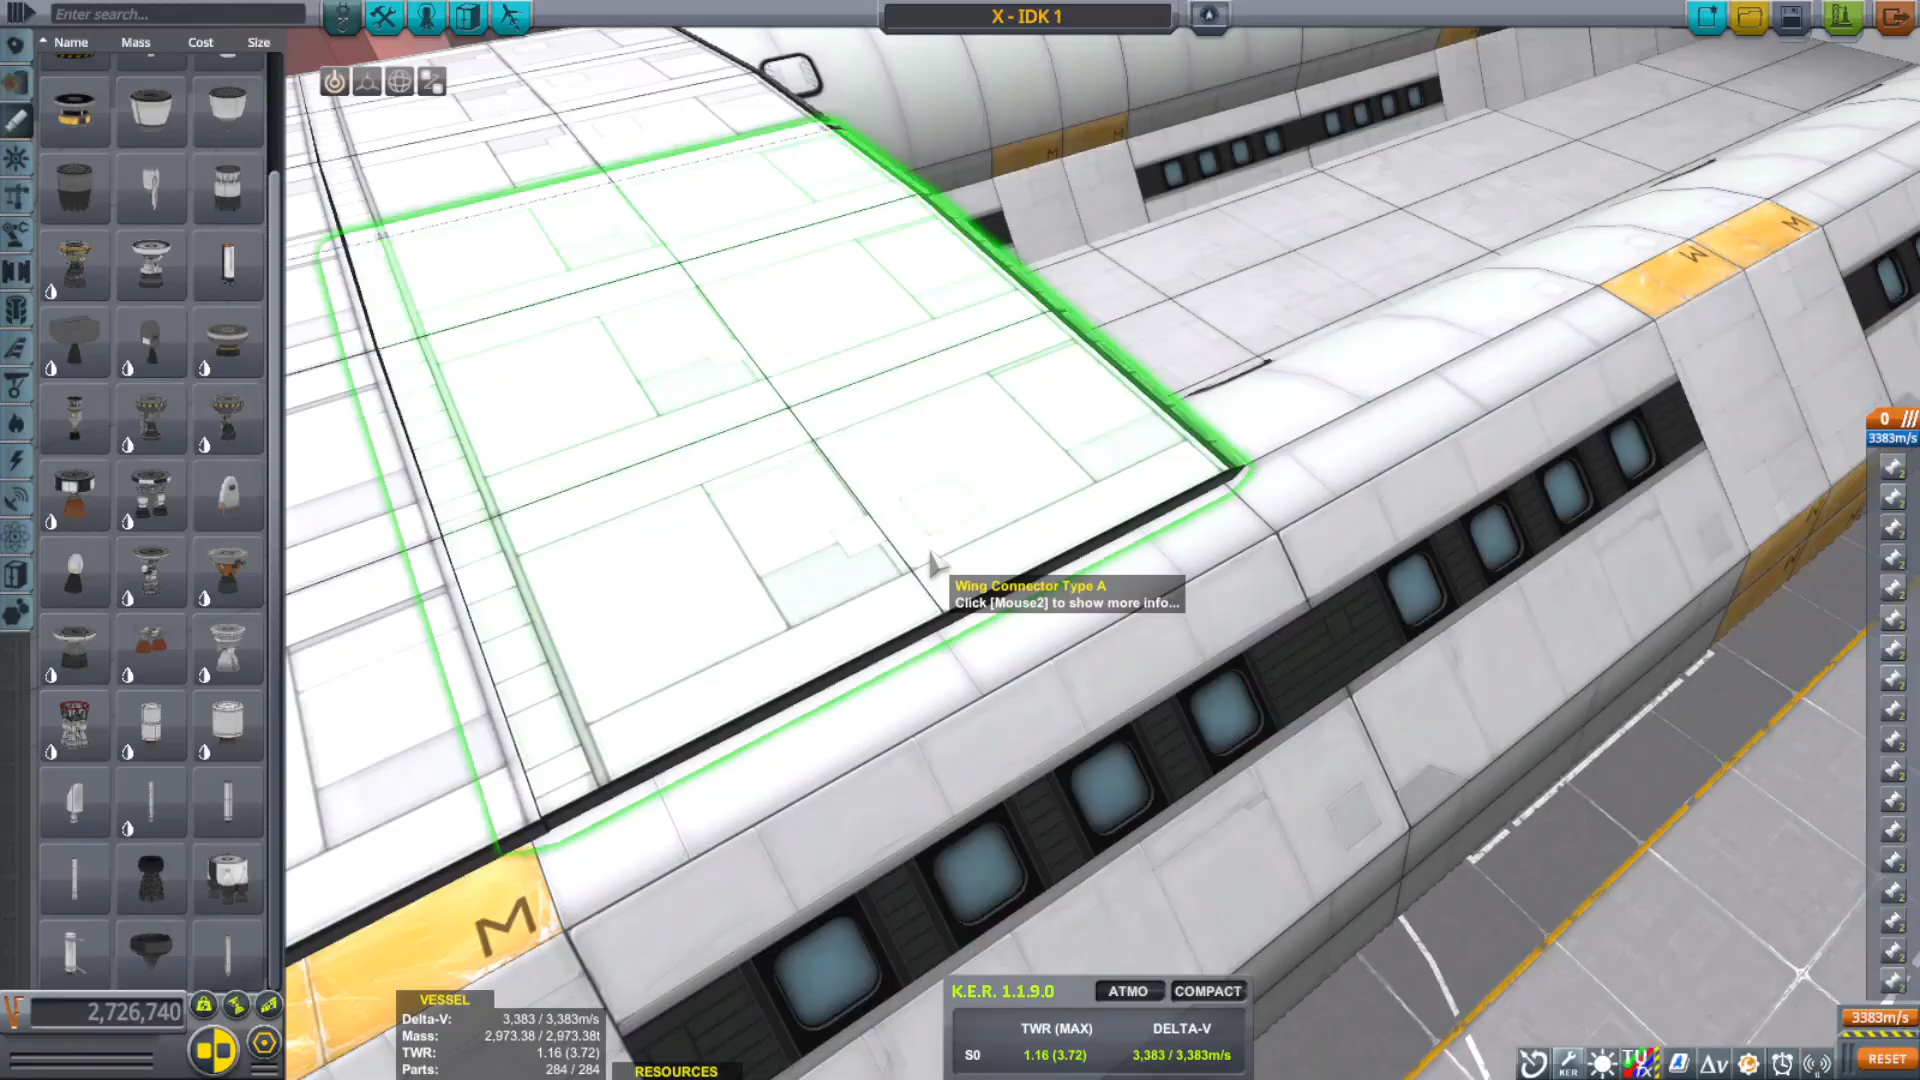 Enter search...
X - IDK 1
Name Mass Cost Size
M M
M
M
0
3383m/s
Wing Connector Type A
Click [Mouse2] to show more info...
M
2,726,740
VESSEL
Delta-V: 3,383 / 3,383m/s
Mass: 2,973.38 / 2,973.38t
TWR: 1.16 (3.72)
Parts: 284 / 284
RESOURCES
K.E.R. 1.1.9.0 ATMO COMPACT
TWR (MAX) DELTA-V
S0 1.16 (3.72) 3,383 / 3,383m/s
3383m/s
KER
Δv
RESET